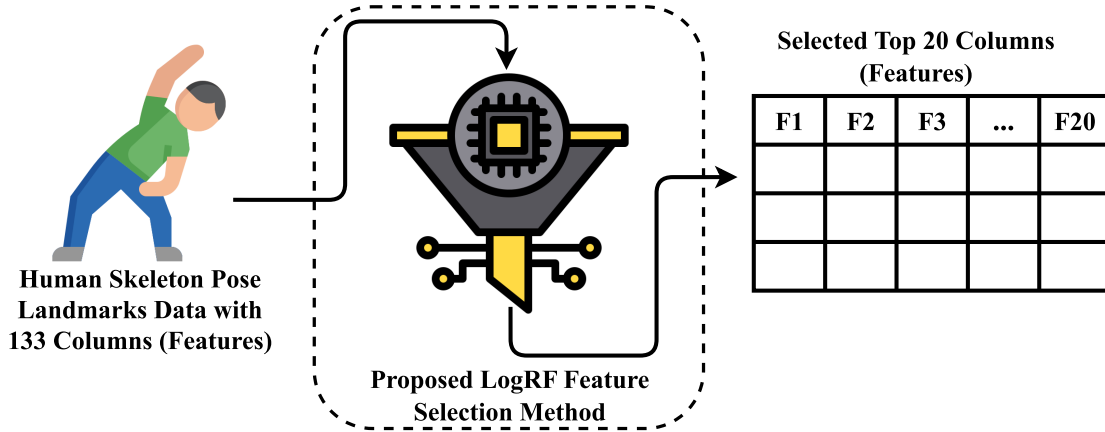 Human Skeleton Pose
Landmarks Data with
133 Columns (Features)
Proposed LogRF Feature
Selection Method
Selected Top 20 Columns
(Features)
F1 F2 F3 ... F20